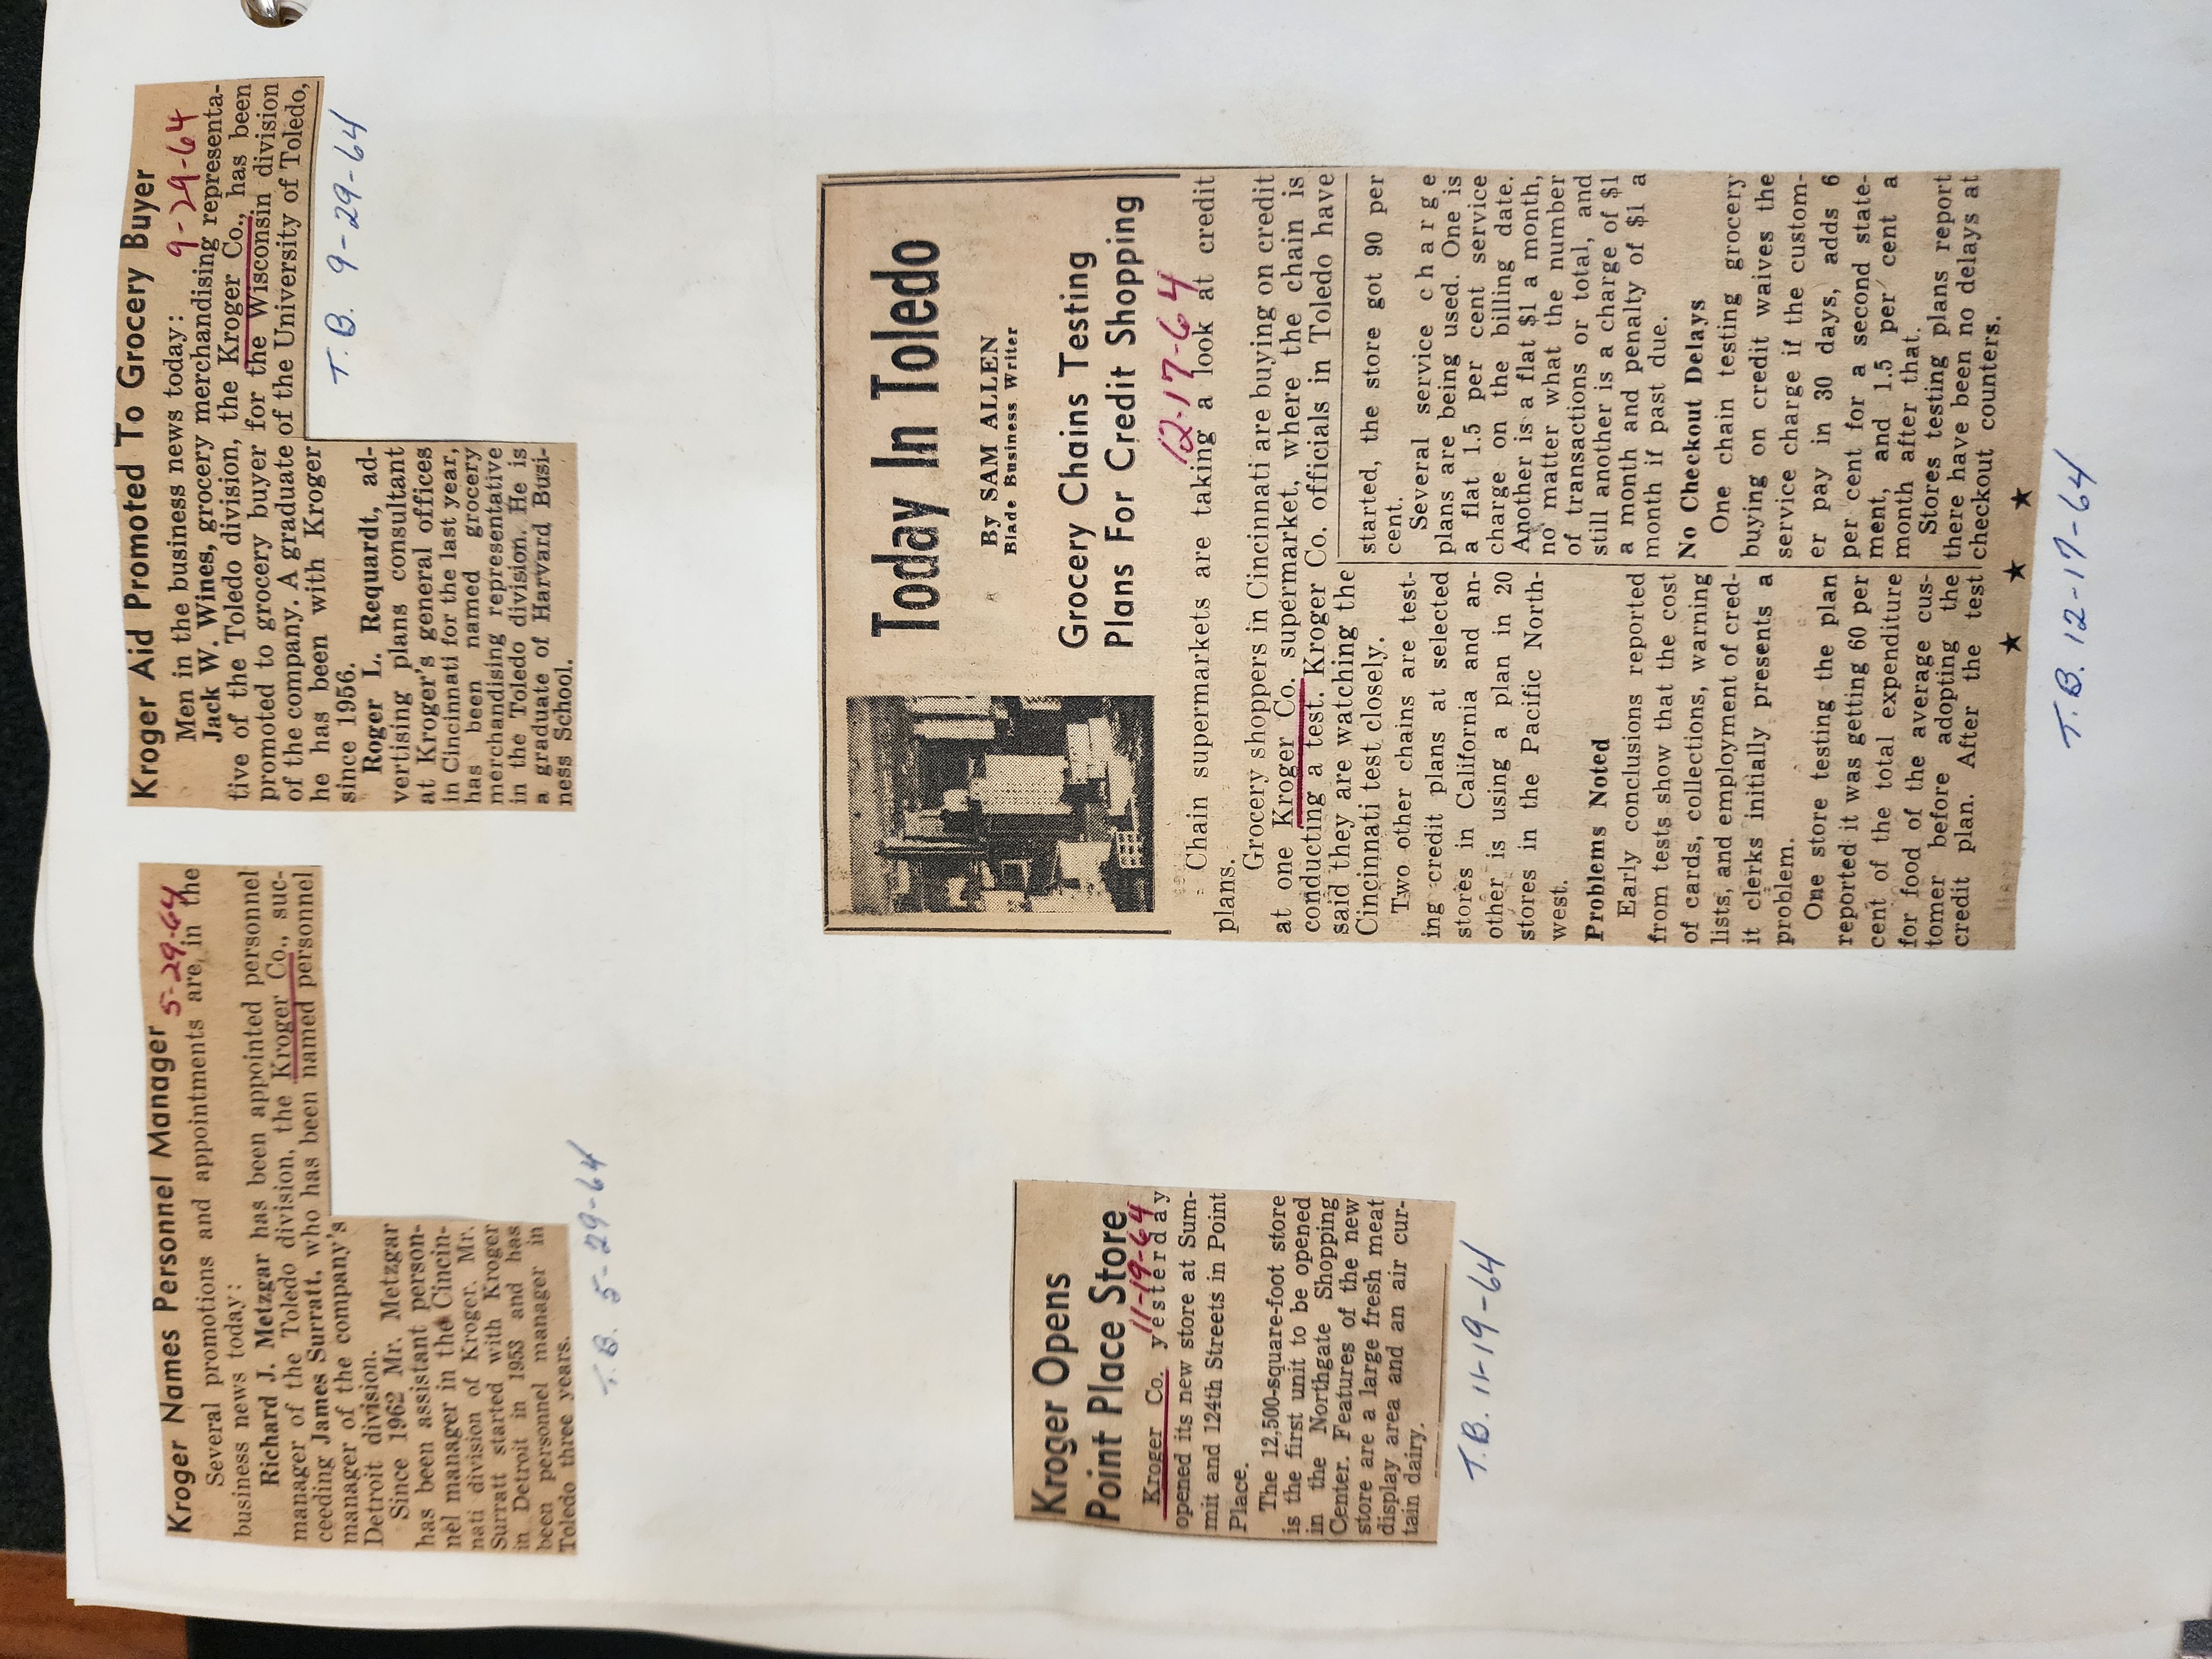 Kroger Names Personnel Manager
5-29-64
Several promotions and appointments are in the
business news today:
Richard J. Metzgar has been appointed personnel
manager of the Toledo division, the Kroger Co., suc-
ceeding James Surratt, who has been named personnel
manager of the company's
Detroit division.
Since 1962 Mr. Metzgar
has been assistant person-
nel manager in the Cincin-
nati division of Kroger. Mr.
Surratt started with Kroger
in Detroit in 1953 and has
been personnel manager in
Toledo three years.
T.B. 5-29-64
Kroger Aid Promoted To Grocery Buyer
Men in the business news today: 9-29-64
Jack W. Wines, grocery merchandising representa-
tive of the Toledo division, the Kroger Co., has been
promoted to grocery buyer for the Wisconsin division
of the company. A graduate of the University of Toledo,
he has been with Kroger
since 1956.
Roger L. Requardt, ad-
vertising plans consultant
at Kroger's general offices
in Cincinnati for the last year,
has been named grocery
merchandising representative
in the Toledo division. He is
a graduate of Harvard Busi-
ness School.
T.B. 9-29-64
Kroger Opens
Point Place Store
11-19-64
Kroger Co. yesterday
opened its new store at Sum-
mit and 124th Streets in Point
Place.
The 12,500-square-foot store
is the first unit to be opened
in the Northgate Shopping
Center. Features of the new
store are a large fresh meat
display area and an air cur-
tain dairy.
T.B. 11-19-64
Today In Toledo
By SAM ALLEN
Blade Business Writer
Grocery Chains Testing
Plans For Credit Shopping
12-17-64
Chain supermarkets are taking a look at credit
plans.
Grocery shoppers in Cincinnati are buying on credit
at one Kroger Co. supermarket, where the chain is
conducting a test. Kroger Co. officials in Toledo have
said they are watching the
Cincinnati test closely.
Two other chains are test-
ing credit plans at selected
stores in California and an-
other is using a plan in 20
stores in the Pacific North-
west.
Problems Noted
Early conclusions reported
from tests show that the cost
of cards, collections, warning
lists, and employment of cred-
it clerks initially presents a
problem.
One store testing the plan
reported it was getting 60 per
cent of the total expenditure
for food of the average cus-
tomer before adopting the
credit plan. After the test
started, the store got 90 per
cent.
Several service charge
plans are being used. One is
a flat 1.5 per cent service
charge on the billing date.
Another is a flat $1 a month,
no matter what the number
of transactions or total, and
still another is a charge of $1
a month and penalty of $1 a
month if past due.
No Checkout Delays
One chain testing grocery
buying on credit waives the
service charge if the custom-
er pay in 30 days, adds 6
per cent for a second state-
ment, and 1.5 per cent a
month after that.
Stores testing plans report
there have been no delays at
checkout counters.
★ ★ ★
T.B. 12-17-64